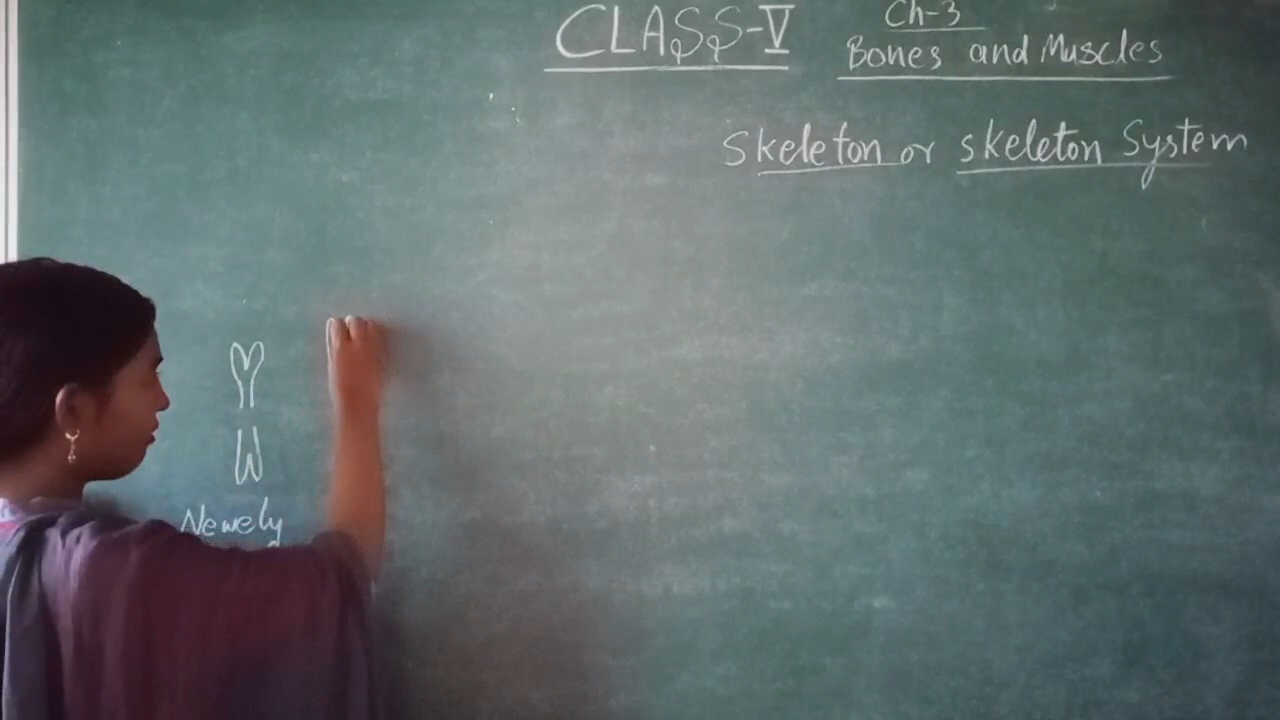 CLASS-V
Ch-3
Bones and Muscles
Skeleton or skeleton System
Newely